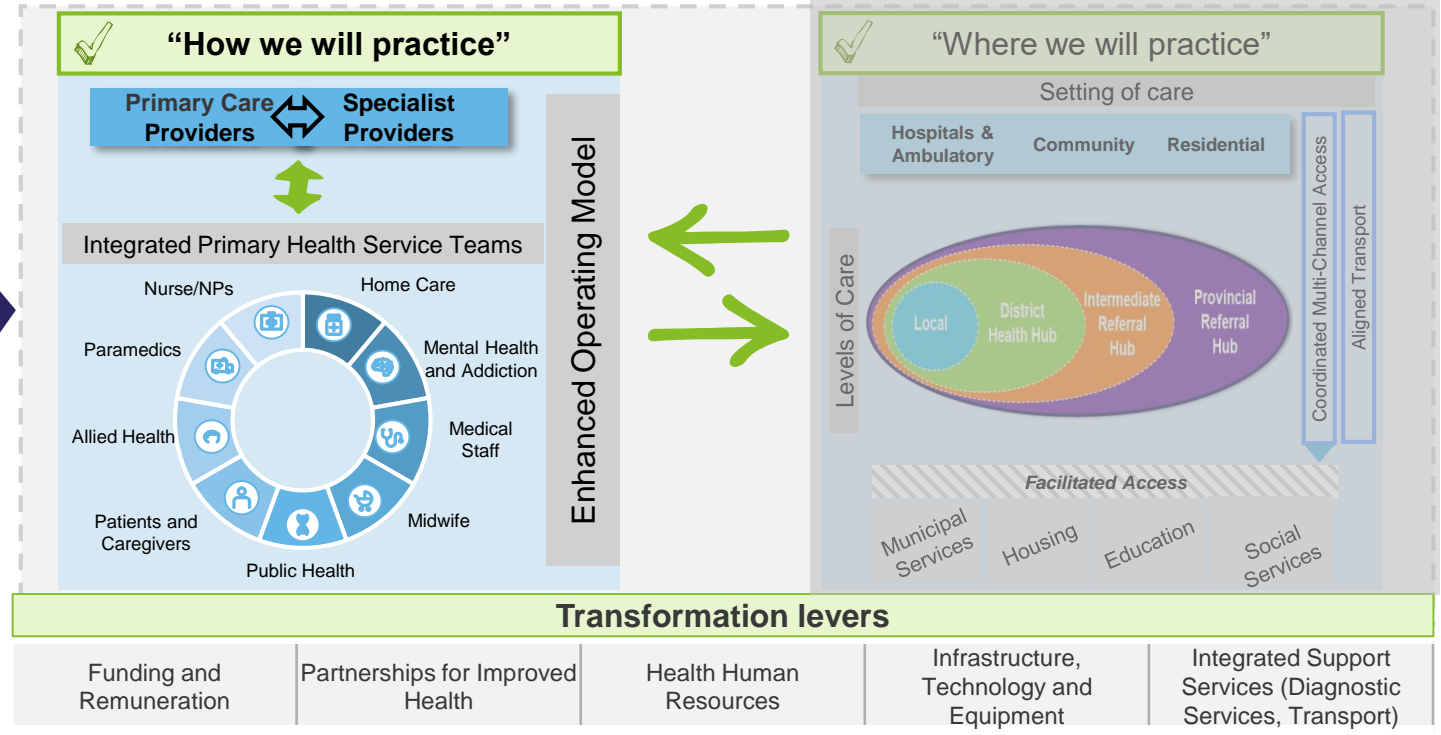 “How we will practice”
Primary Care
Providers
Specialist
Providers
Integrated Primary Health Service Teams
Nurse/NPs
Home Care
Paramedics
Mental Health
and Addiction
Allied Health
Medical
Staff
Patients and
Caregivers
Midwife
Public Health
Enhanced Operating Model
“Where we will practice”
Setting of care
Hospitals &
Ambulatory
Community
Residential
Levels of Care
Local
District
Health Hub
Intermediate
Referral
Hub
Provincial
Referral
Hub
Coordinated Multi-Channel Access
Aligned Transport
Facilitated Access
Municipal
Services
Housing
Education
Social
Services
Transformation levers
Funding and
Remuneration
Partnerships for Improved
Health
Health Human
Resources
Infrastructure,
Technology and
Equipment
Integrated Support
Services (Diagnostic
Services, Transport)